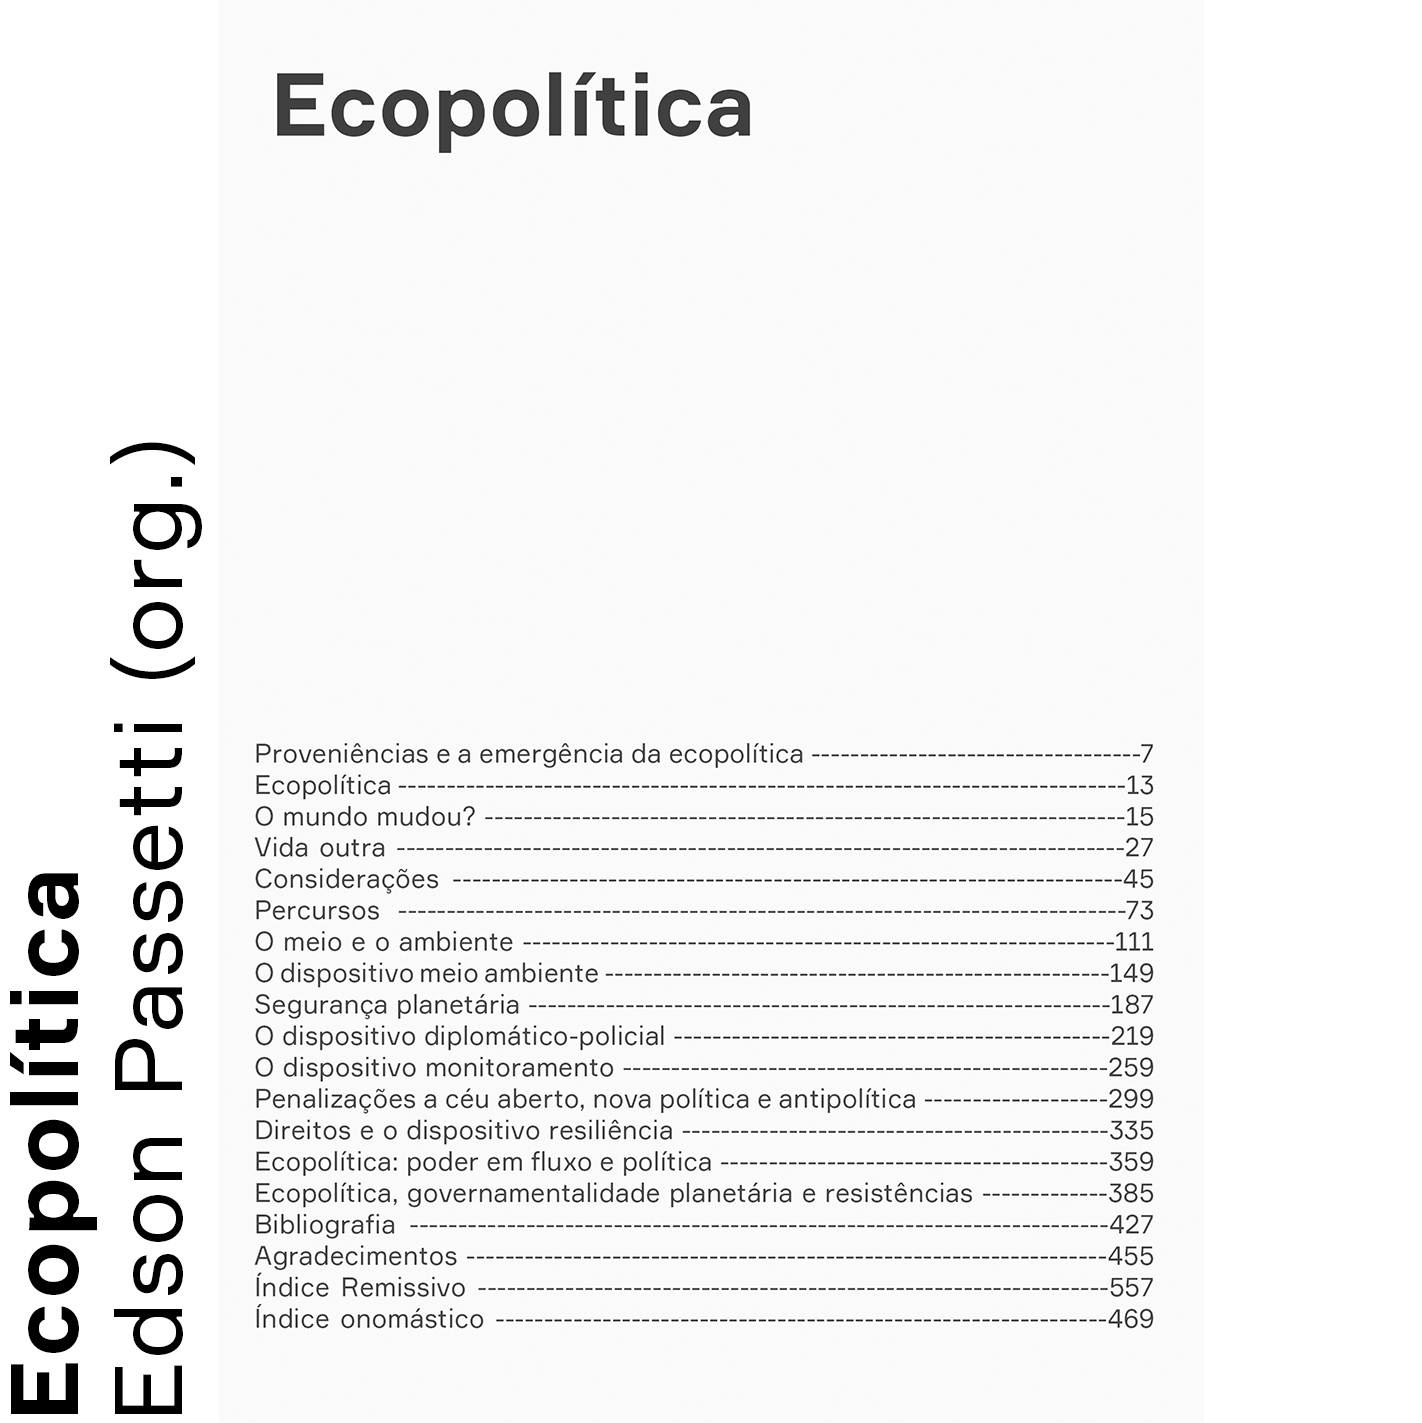 Ecopolítica
Edson Passetti (org.)
Ecopolítica
Proveniências e a emergência da ecopolítica ----------------------------------7
Ecopolítica ---------------------------------------------------------------------------13
O mundo mudou? ------------------------------------------------------------------15
Vida outra ---------------------------------------------------------------------------27
Considerações ---------------------------------------------------------------------45
Percursos ---------------------------------------------------------------------------73
O meio e o ambiente -------------------------------------------------------------111
O dispositivo meio ambiente ----------------------------------------------------149
Segurança planetária ------------------------------------------------------------187
O dispositivo diplomático-policial ---------------------------------------------219
O dispositivo monitoramento --------------------------------------------------259
Penalizações a céu aberto, nova política e antipolítica -------------------299
Direitos e o dispositivo resiliência --------------------------------------------335
Ecopolítica: poder em fluxo e política ----------------------------------------359
Ecopolítica, governamentalidade planetária e resistências -------------385
Bibliografia ------------------------------------------------------------------------427
Agradecimentos ------------------------------------------------------------------455
Índice Remissivo -----------------------------------------------------------------557
Índice onomástico ---------------------------------------------------------------469